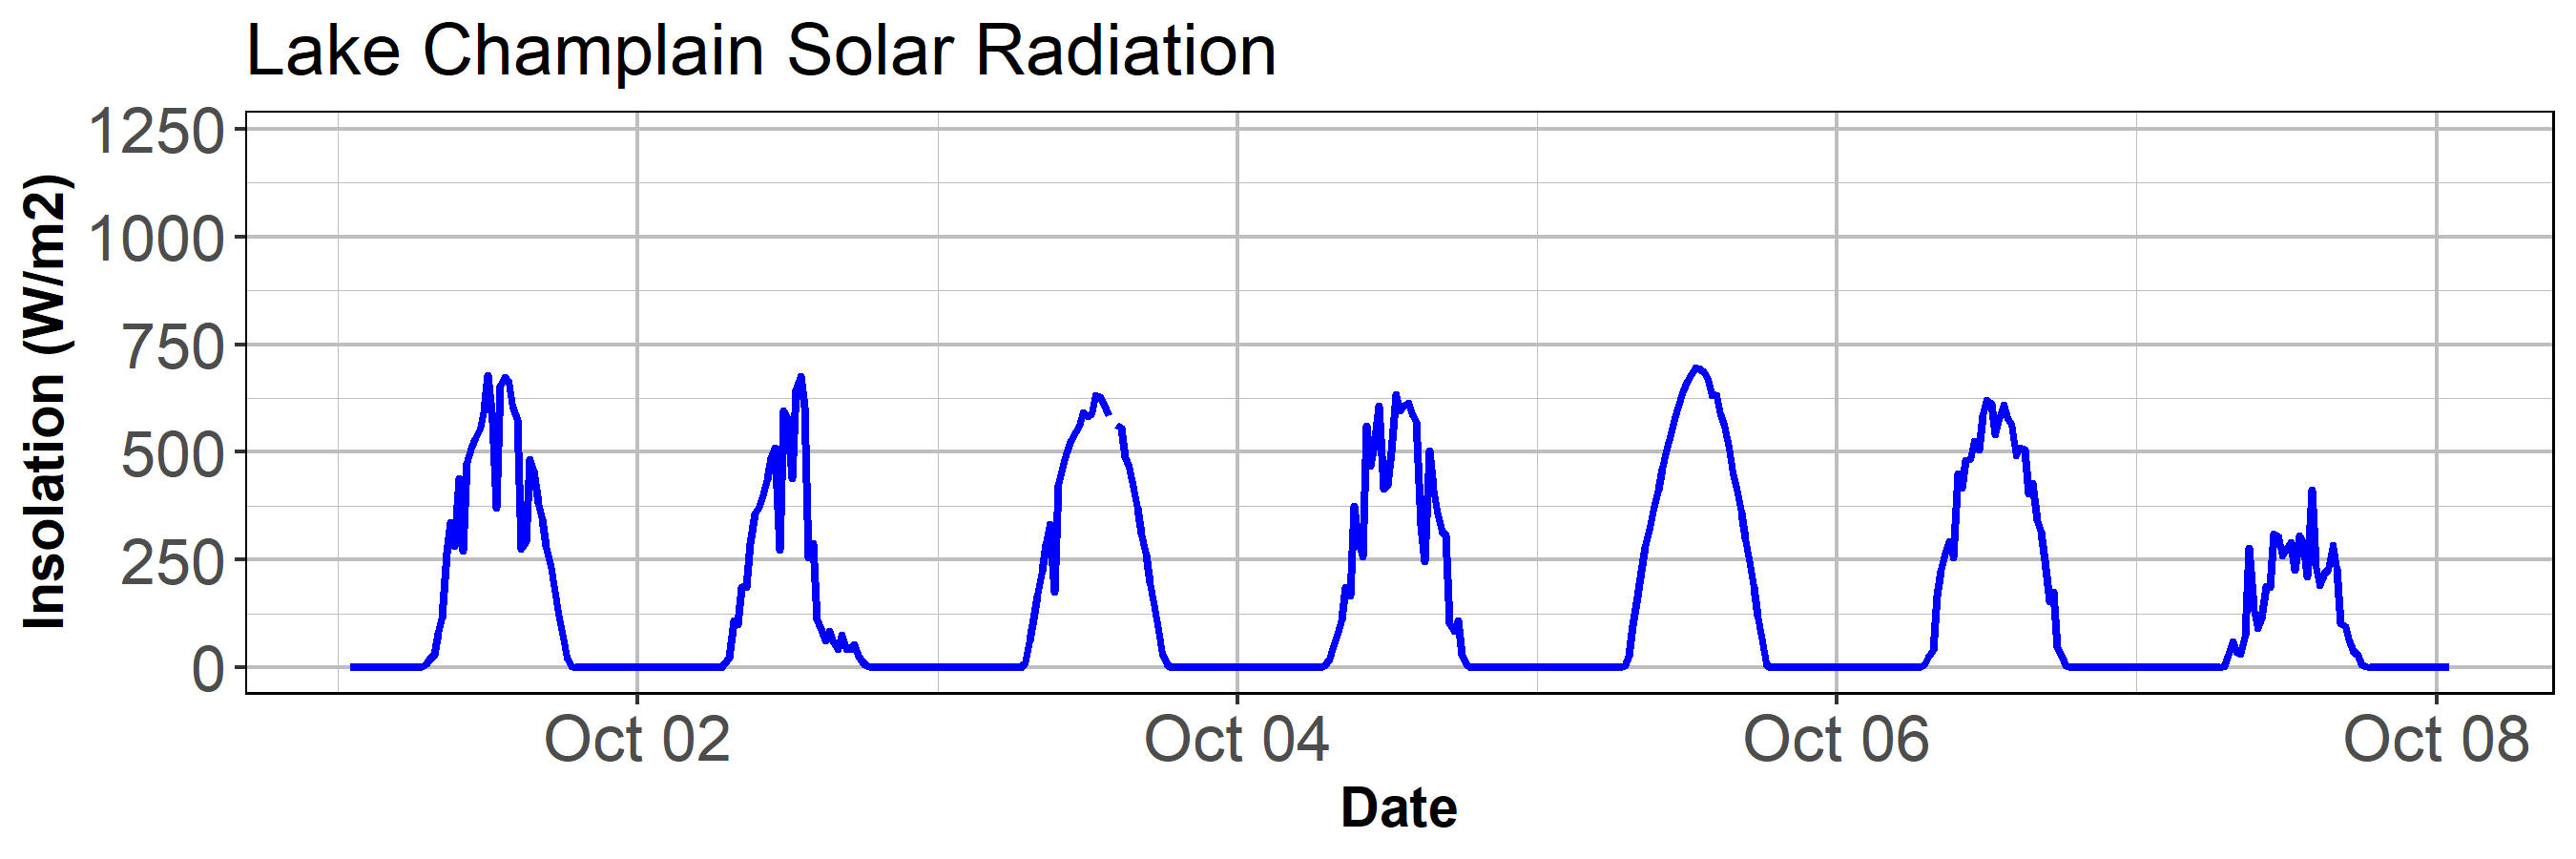 Lake Champlain Solar Radiation
Insolation (W/m2)
1250
1000
750
500
250
0
Oct 02 Oct 04 Oct 06 Oct 08
Date